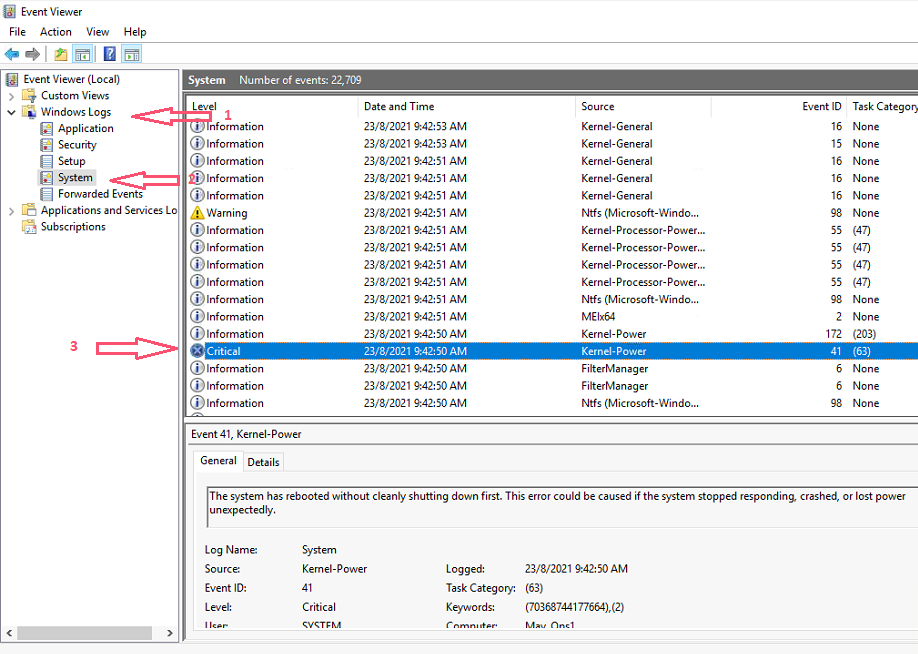 Event Viewer
File Action View Help
Event Viewer (Local)
Custom Views
Windows Logs
Application
Security
Setup
System
Forwarded Events
Applications and Services Lo
Subscriptions
1
2
3
System Number of events: 22,709
Level Date and Time Source Event ID Task Category
Information 23/8/2021 9:42:53 AM Kernel-General 16 None
Information 23/8/2021 9:42:53 AM Kernel-General 15 None
Information 23/8/2021 9:42:51 AM Kernel-General 16 None
Information 23/8/2021 9:42:51 AM Kernel-General 16 None
Information 23/8/2021 9:42:51 AM Kernel-General 16 None
Warning 23/8/2021 9:42:51 AM Ntfs (Microsoft-Windo... 98 None
Information 23/8/2021 9:42:51 AM Kernel-Processor-Power... 55 (47)
Information 23/8/2021 9:42:51 AM Kernel-Processor-Power... 55 (47)
Information 23/8/2021 9:42:51 AM Kernel-Processor-Power... 55 (47)
Information 23/8/2021 9:42:51 AM Kernel-Processor-Power... 55 (47)
Information 23/8/2021 9:42:51 AM Ntfs (Microsoft-Windo... 98 None
Information 23/8/2021 9:42:51 AM MEIx64 2 None
Information 23/8/2021 9:42:50 AM Kernel-Power 172 (203)
Critical 23/8/2021 9:42:50 AM Kernel-Power 41 (63)
Information 23/8/2021 9:42:50 AM FilterManager 6 None
Information 23/8/2021 9:42:50 AM FilterManager 6 None
Information 23/8/2021 9:42:50 AM Ntfs (Microsoft-Windo... 98 None
Event 41, Kernel-Power
General Details
The system has rebooted without cleanly shutting down first. This error could be caused if the system stopped responding, crashed, or lost power
unexpectedly.
Log Name: System
Source: Kernel-Power Logged: 23/8/2021 9:42:50 AM
Event ID: 41 Task Category: (63)
Level: Critical Keywords: (70368744177664),(2)
User: SYSTEM Computer: May_Ops1